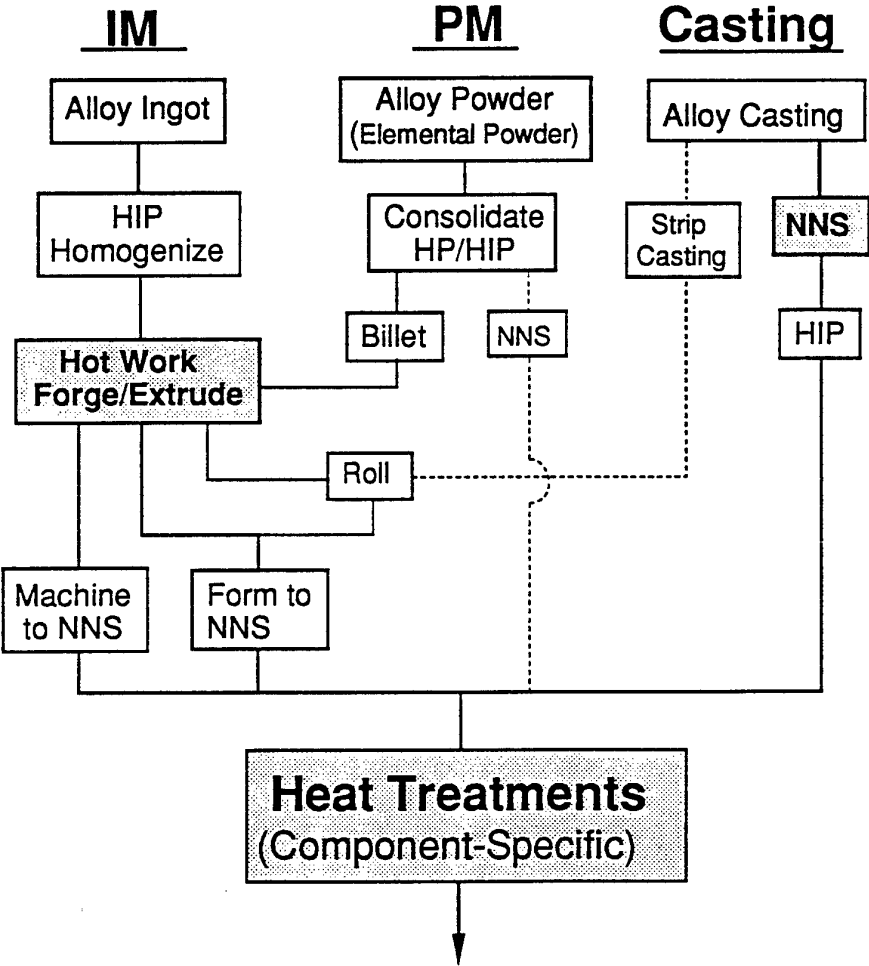 IM
PM
Casting
Alloy Ingot
Alloy Powder
(Elemental Powder)
Alloy Casting
HIP
Homogenize
Consolidate
HP/HIP
Strip
Casting
NNS
Billet
NNS
HIP
Hot Work
Forge/Extrude
Roll
Machine
to NNS
Form to
NNS
Heat Treatments
(Component-Specific)